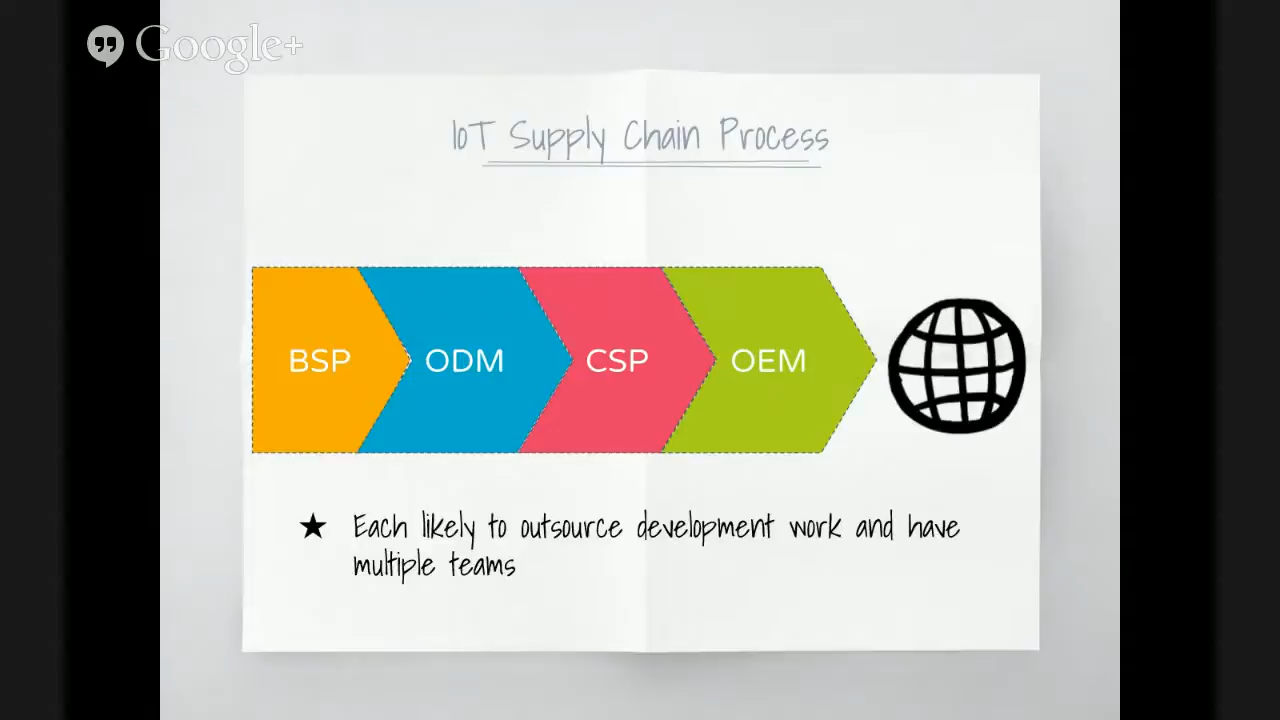 Google+
IoT Supply Chain Process
BSP
ODM
CSP
OEM
Each likely to outsource development work and have
multiple teams